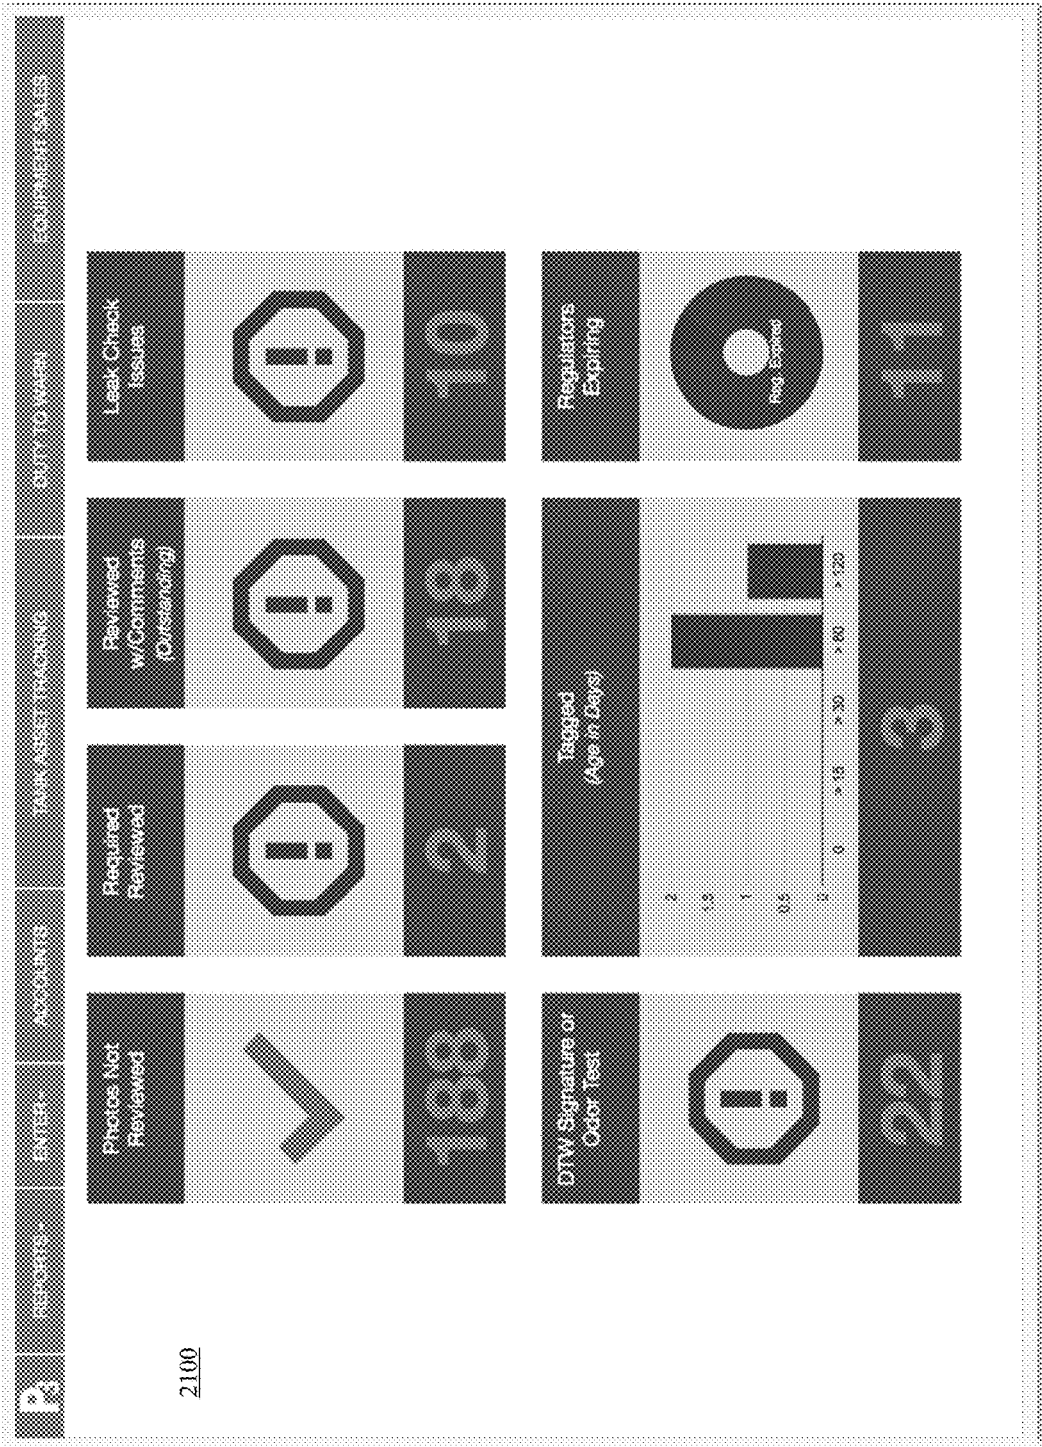 REPORTS
ENTER
ACCOUNTS
TANK ASSET TRACKING
DUTY TO WARN
EQUIPMENT SALES
2100
Photos Not
Reviewed
188
Required
Reviewed
2
Reviewed
w/Comments
(Outstanding)
18
Leak Check
Issues
10
DTW Signature or
Odor Test
22
Tagged
(Age in Days)
2
1.5
1
0.5
0
0 > 15 > 30 > 60 > 120
3
Regulators
Expiring
Reg. Expired
11